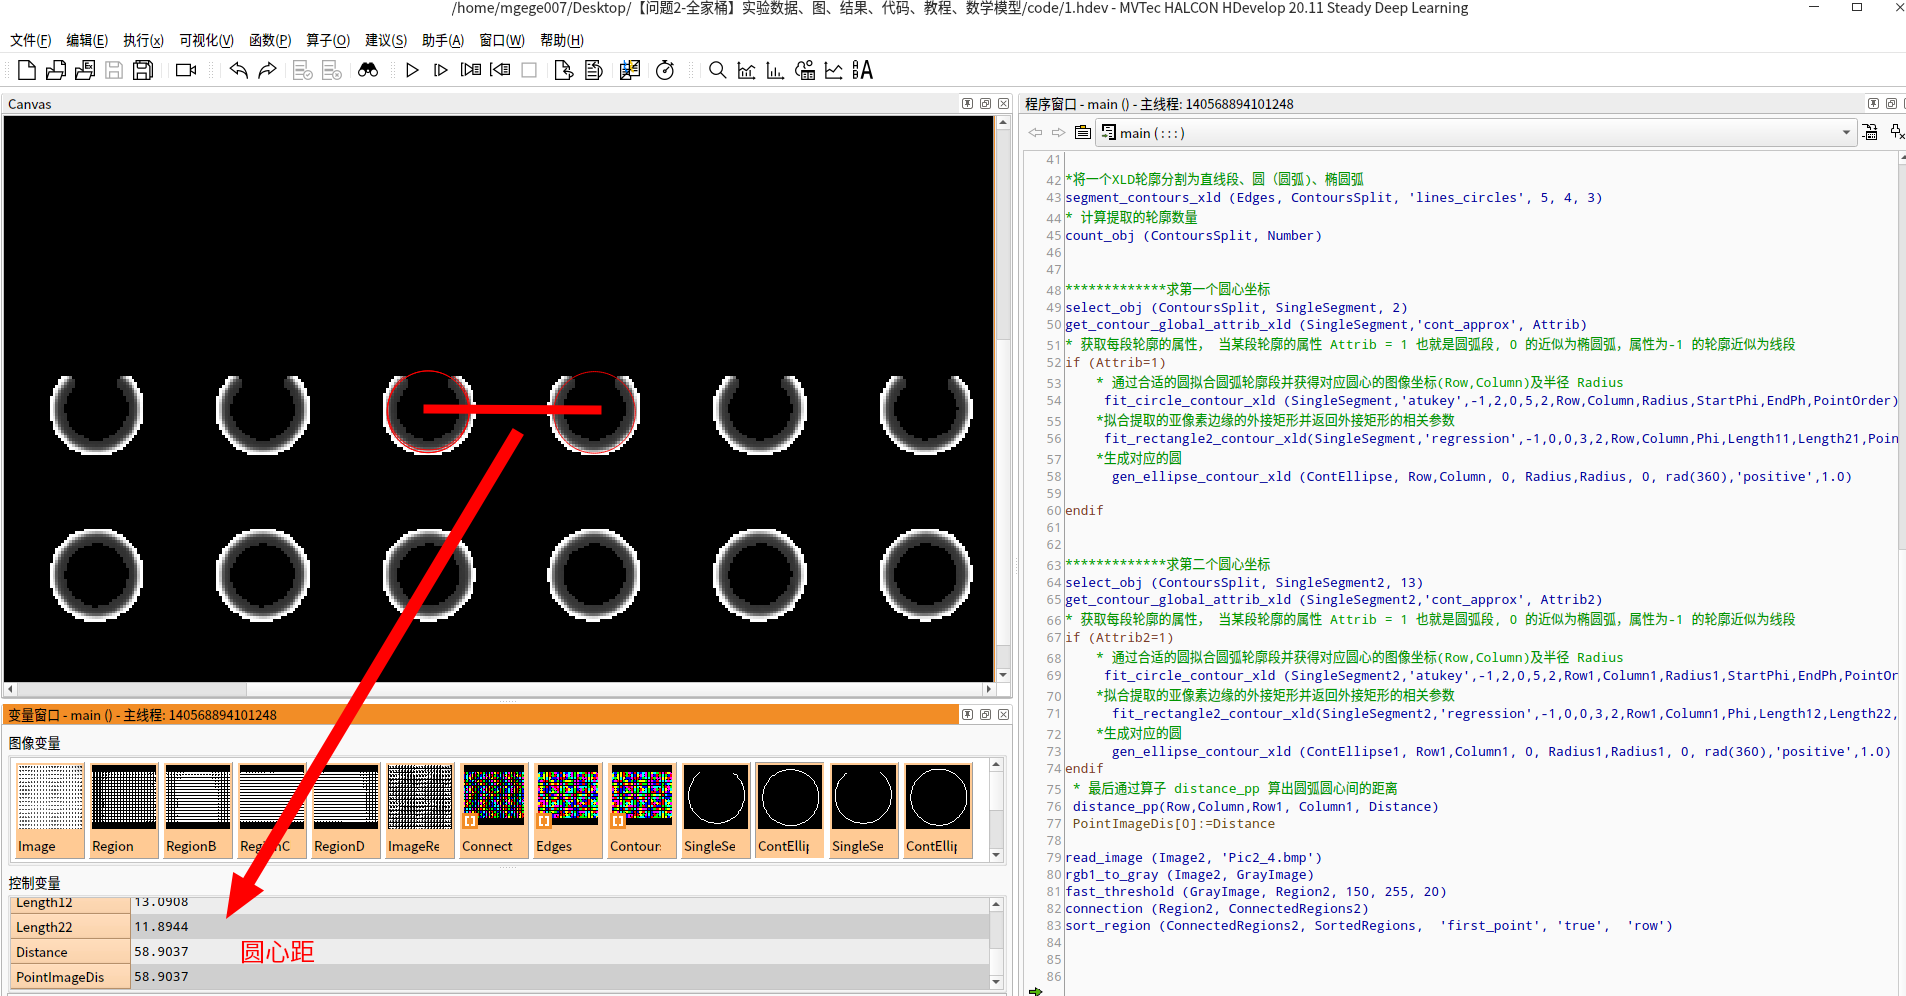 /home/mgege007/Desktop/【问题2-全家桶】实验数据、图、结果、代码、教程、数学模型/code/1.hdev - MVTec HALCON HDevelop 20.11 Steady Deep Learning
文件(F) 编辑(E) 执行(x) 可视化(V) 函数(P) 算子(O) 建议(S) 助手(A) 窗口(W) 帮助(H)
Canvas
程序窗口 - main () - 主线程: 140568894101248
main ( : : : )
41
42 *将一个XLD轮廓分割为直线段、圆（圆弧)、椭圆弧
43 segment_contours_xld (Edges, ContoursSplit, 'lines_circles', 5, 4, 3)
44 * 计算提取的轮廓数量
45 count_obj (ContoursSplit, Number)
46
47
48 *************求第一个圆心坐标
49 select_obj (ContoursSplit, SingleSegment, 2)
50 get_contour_global_attrib_xld (SingleSegment,'cont_approx', Attrib)
51 * 获取每段轮廓的属性， 当某段轮廓的属性 Attrib = 1 也就是圆弧段, 0 的近似为椭圆弧，属性为-1 的轮廓近似为线段
52 if (Attrib=1)
53 * 通过合适的圆拟合圆弧轮廓段并获得对应圆心的图像坐标(Row,Column)及半径 Radius
54 fit_circle_contour_xld (SingleSegment,'atukey',-1,2,0,5,2,Row,Column,Radius,StartPhi,EndPh,PointOrder)
55 *拟合提取的亚像素边缘的外接矩形并返回外接矩形的相关参数
56 fit_rectangle2_contour_xld(SingleSegment,'regression',-1,0,0,3,2,Row,Column,Phi,Length11,Length21,Poin
57 *生成对应的圆
58 gen_ellipse_contour_xld (ContEllipse, Row,Column, 0, Radius,Radius, 0, rad(360),'positive',1.0)
59
60 endif
61
62
63 *************求第二个圆心坐标
64 select_obj (ContoursSplit, SingleSegment2, 13)
65 get_contour_global_attrib_xld (SingleSegment2,'cont_approx', Attrib2)
66 * 获取每段轮廓的属性， 当某段轮廓的属性 Attrib = 1 也就是圆弧段, 0 的近似为椭圆弧，属性为-1 的轮廓近似为线段
67 if (Attrib2=1)
68 * 通过合适的圆拟合圆弧轮廓段并获得对应圆心的图像坐标(Row,Column)及半径 Radius
69 fit_circle_contour_xld (SingleSegment2,'atukey',-1,2,0,5,2,Row1,Column1,Radius1,StartPhi,EndPh,PointOr
70 *拟合提取的亚像素边缘的外接矩形并返回外接矩形的相关参数
71 fit_rectangle2_contour_xld(SingleSegment2,'regression',-1,0,0,3,2,Row1,Column1,Phi,Length12,Length22,
72 *生成对应的圆
73 gen_ellipse_contour_xld (ContEllipse1, Row1,Column1, 0, Radius1,Radius1, 0, rad(360),'positive',1.0)
74 endif
75 * 最后通过算子 distance_pp 算出圆弧圆心间的距离
76 distance_pp(Row,Column,Row1, Column1, Distance)
77 PointImageDis[0]:=Distance
78
79 read_image (Image2, 'Pic2_4.bmp')
80 rgb1_to_gray (Image2, GrayImage)
81 fast_threshold (GrayImage, Region2, 150, 255, 20)
82 connection (Region2, ConnectedRegions2)
83 sort_region (ConnectedRegions2, SortedRegions, 'first_point', 'true', 'row')
84
85
86
变量窗口 - main () - 主线程: 140568894101248
图像变量
Image Region RegionB RegionC RegionD ImageRe Connect Edges Contour SingleSe ContEllip SingleSe ContEllip
控制变量
Length12 13.0908
Length22 11.8944
Distance 58.9037
PointImageDis 58.9037
圆心距